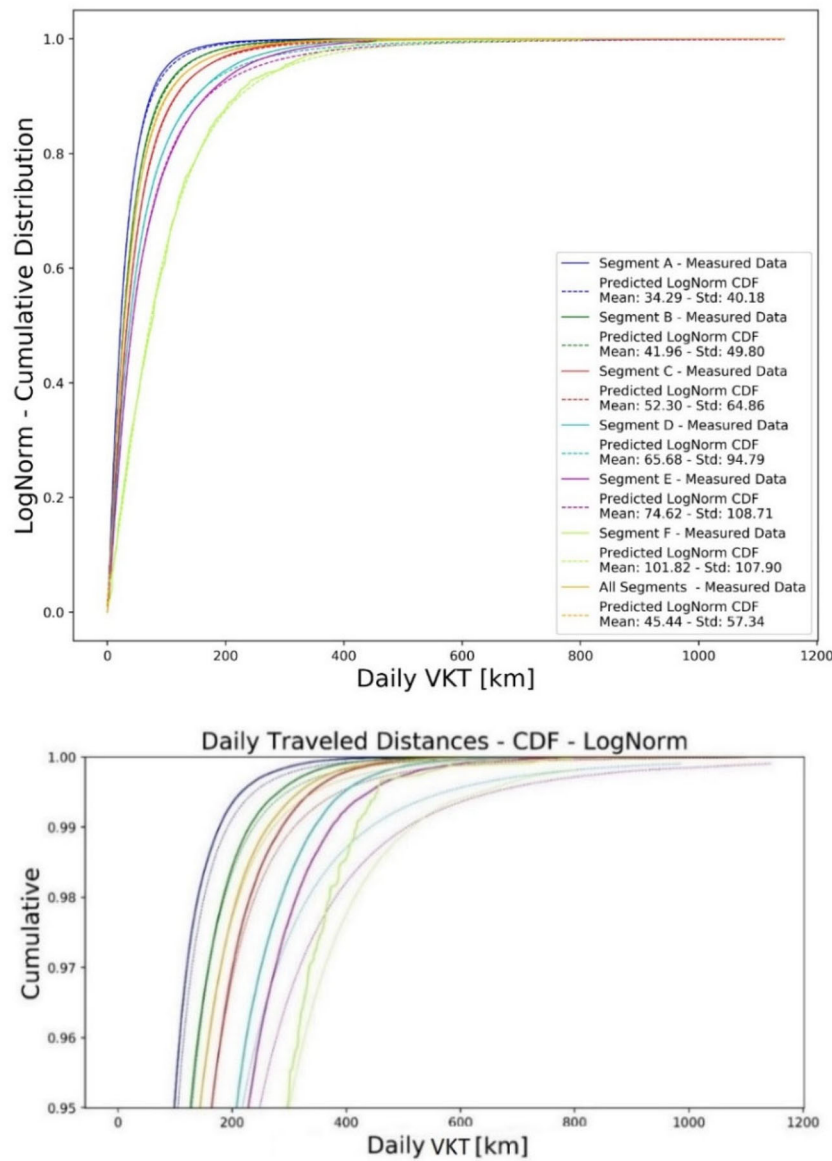 LogNorm - Cumulative Distribution
1.0
0.8
0.6
0.4
0.2
0.0
Segment A - Measured Data
Predicted LogNorm CDF
Mean: 34.29 - Std: 40.18
Segment B - Measured Data
Predicted LogNorm CDF
Mean: 41.96 - Std: 49.80
Segment C - Measured Data
Predicted LogNorm CDF
Mean: 52.30 - Std: 64.86
Segment D - Measured Data
Predicted LogNorm CDF
Mean: 65.68 - Std: 94.79
Segment E - Measured Data
Predicted LogNorm CDF
Mean: 74.62 - Std: 108.71
Segment F - Measured Data
Predicted LogNorm CDF
Mean: 101.82 - Std: 107.90
All Segments - Measured Data
Predicted LogNorm CDF
Mean: 45.44 - Std: 57.34
0 200 400 600 800 1000 1200
Daily VKT [km]
Daily Traveled Distances - CDF - LogNorm
Cumulative
1.00
0.99
0.98
0.97
0.96
0.95
0 200 400 600 800 1000 1200
Daily VKT [km]